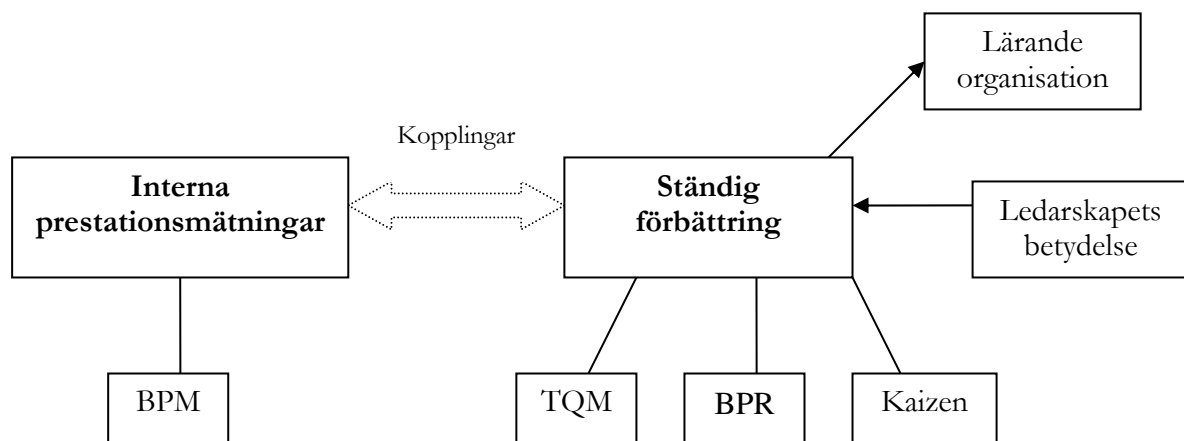 Lärande
organisation
Kopplingar
Interna
prestationsmätningar
Ständig
förbättring
Ledarskapets
betydelse
BPM
TQM
BPR
Kaizen